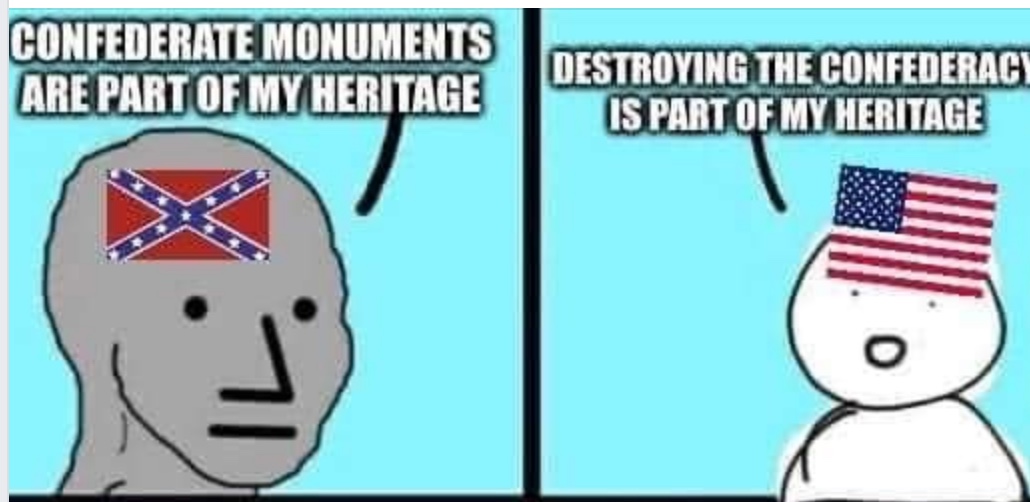 CONFEDERATE MONUMENTS
ARE PART OF MY HERITAGE
DESTROYING THE CONFEDERACY
IS PART OF MY HERITAGE